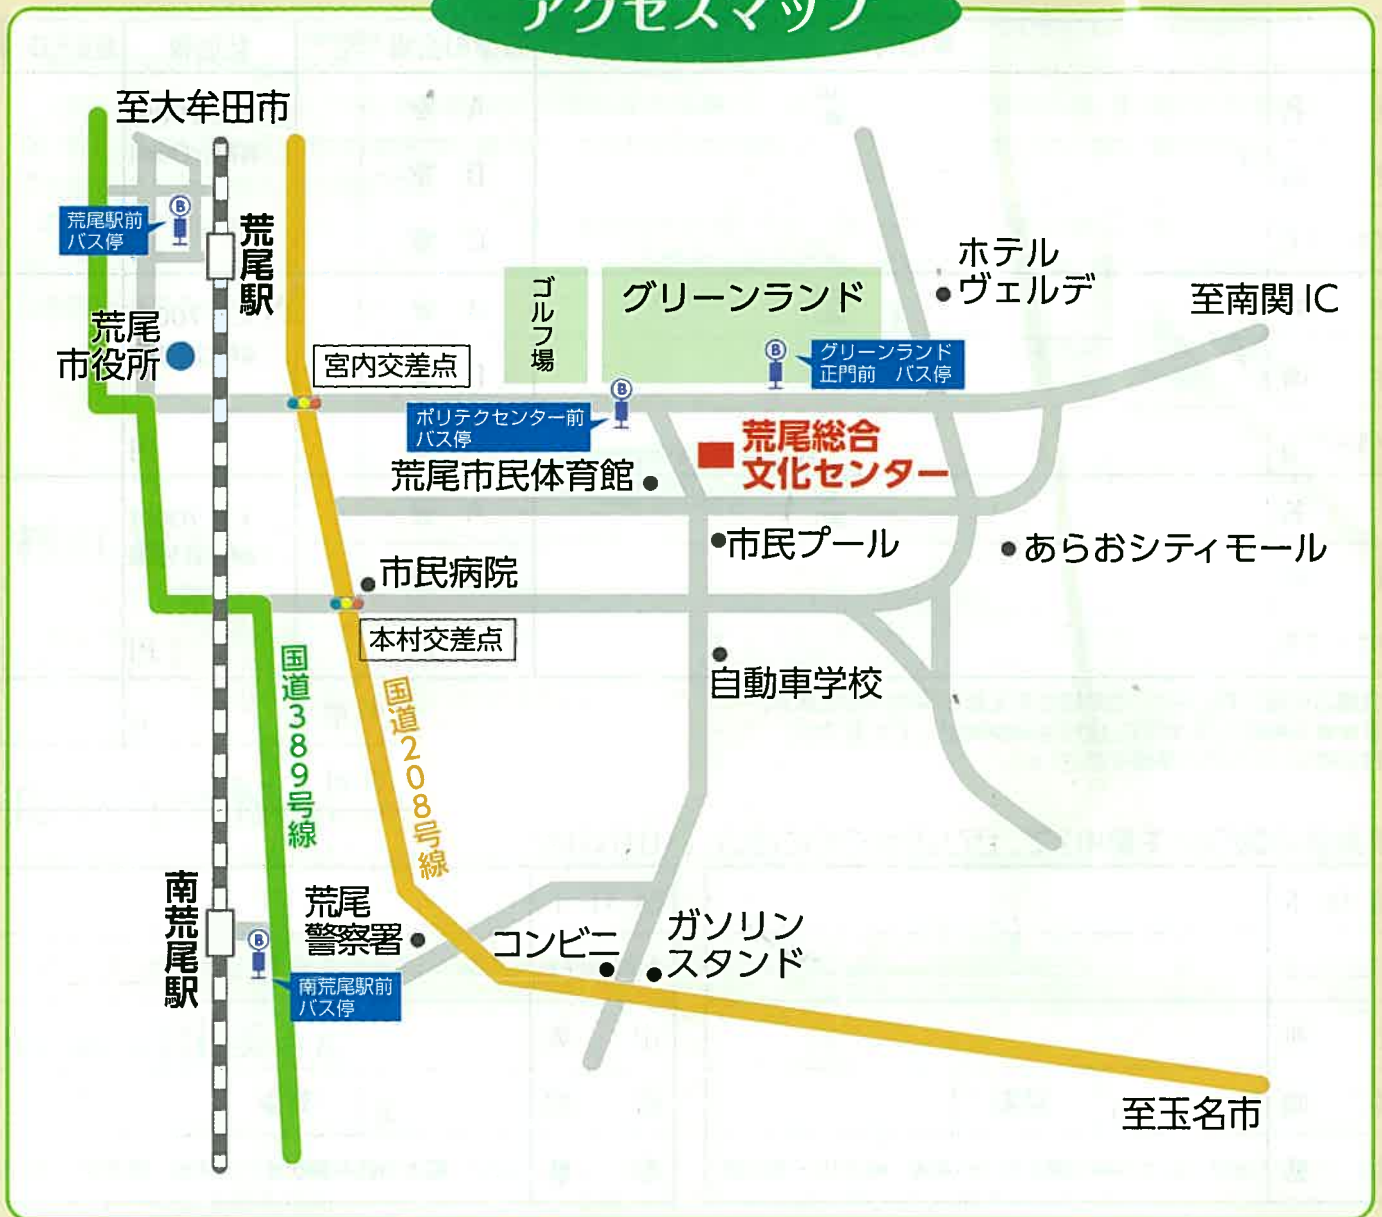 アクセスマップ
至大牟田市
荒尾駅前
バス停
荒尾駅
荒尾
市役所
宮内交差点
ゴルフ場
グリーンランド
ホテル
ヴェルデ
至南関IC
グリーンランド
正門前 バス停
ポリテクセンター前
バス停
荒尾総合
文化センター
荒尾市民体育館
市民プール
あらおシティモール
市民病院
本村交差点
自動車学校
国道389号線
国道208号線
南荒尾駅
荒尾
警察署
南荒尾駅前
バス停
コンビニ
ガソリン
スタンド
至玉名市
B
B
B
B